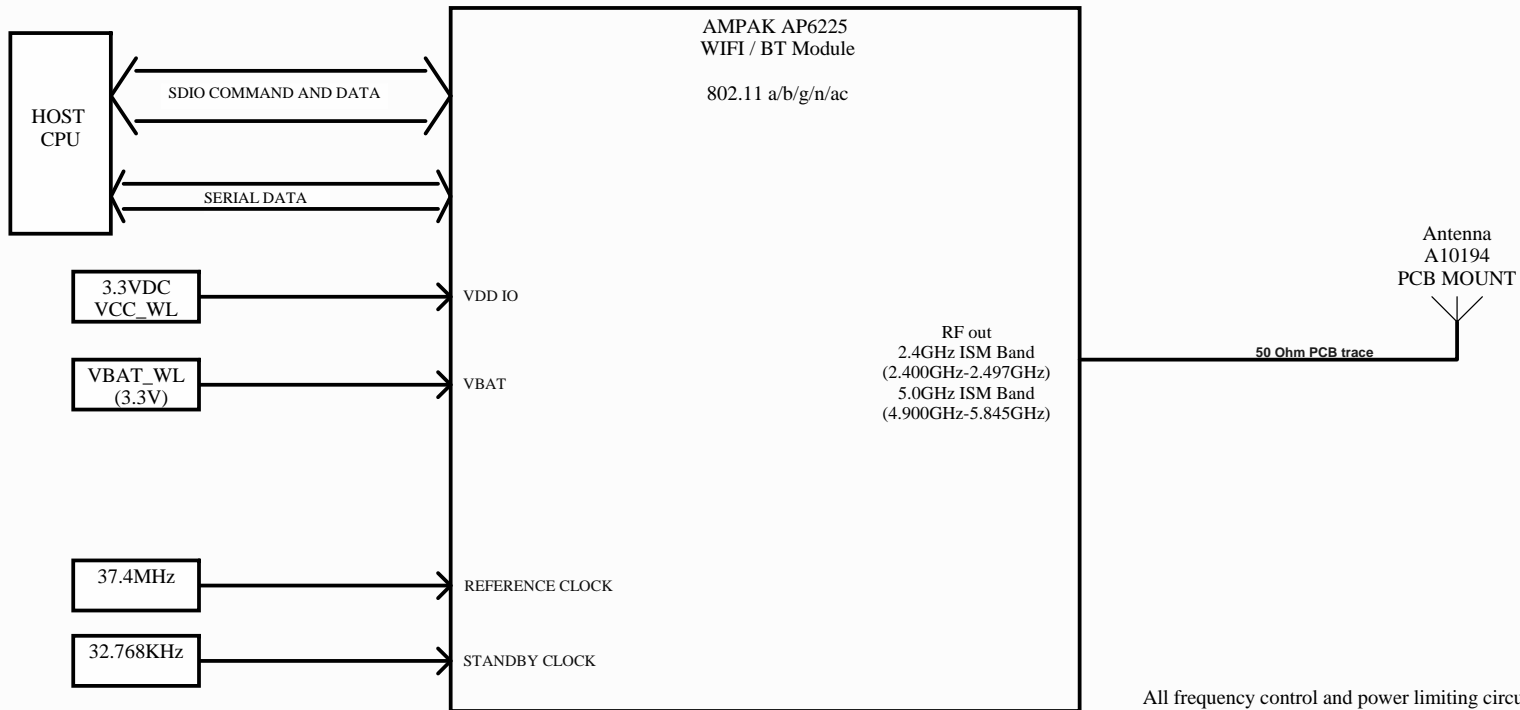 AMPAK AP6225
WIFI / BT Module
802.11 a/b/g/n/ac
HOST
CPU
SDIO COMMAND AND DATA
SERIAL DATA
3.3VDC
VCC_WL
VDD IO
VBAT_WL
(3.3V)
VBAT
37.4MHz
REFERENCE CLOCK
32.768KHz
STANDBY CLOCK
RF out
2.4GHz ISM Band
(2.400GHz-2.497GHz)
5.0GHz ISM Band
(4.900GHz-5.845GHz)
50 Ohm PCB trace
Antenna
A10194
PCB MOUNT
All frequency control and power limiting